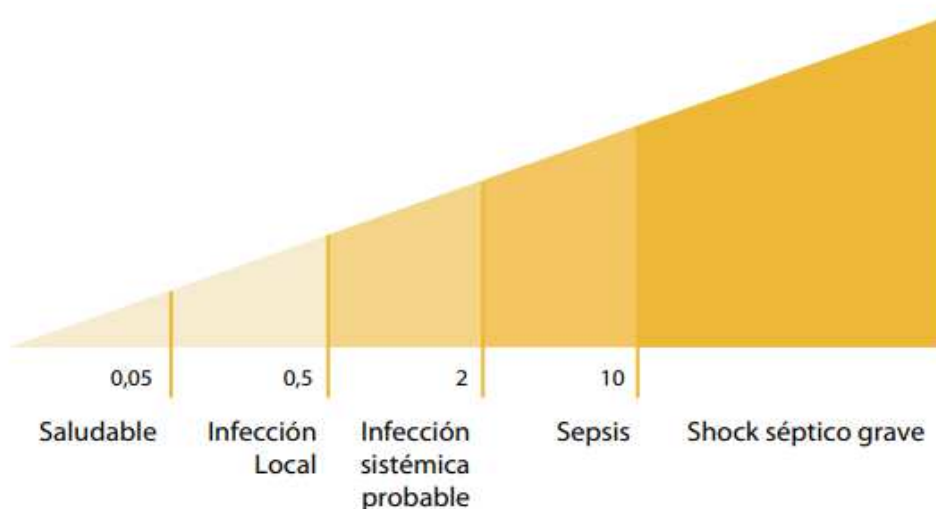 0,05
0,5
2
10
Saludable
Infección
Local
Infección
sistémica
probable
Sepsis
Shock séptico grave